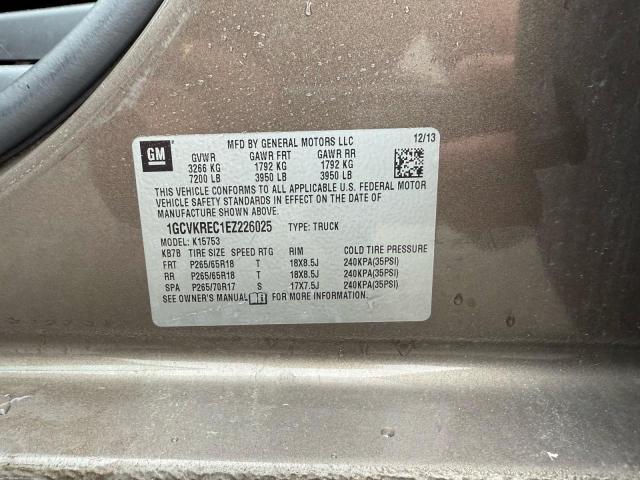 MFD BY GENERAL MOTORS LLC 12/13
GM GVWR GAWR FRT GAWR RR
3266 KG 1792 KG 1792 KG
7200 LB 3950 LB 3950 LB
THIS VEHICLE CONFORMS TO ALL APPLICABLE U.S. FEDERAL MOTOR
VEHICLE SAFETY STANDARDS IN EFFECT ON THE DATE OF
MANUFACTURE SHOWN ABOVE.
1GCVKREC1EZ226025 TYPE: TRUCK
MODEL: K15753
KB7B TIRE SIZE SPEED RTG RIM COLD TIRE PRESSURE
FRT P265/65R18 T 18X8.5J 240KPA(35PSI)
RR P265/65R18 T 18X8.5J 240KPA(35PSI)
SPA P265/70R17 S 17X7.5J 240KPA(35PSI)
SEE OWNER'S MANUAL FOR MORE INFORMATION.